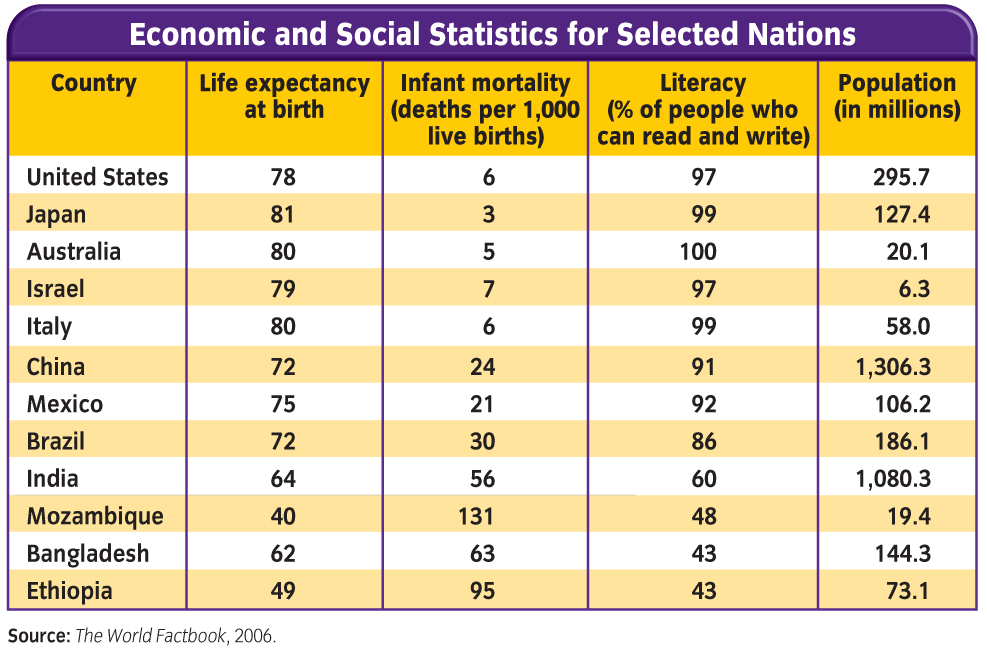 Economic and Social Statistics for Selected Nations
Country Life expectancy at birth Infant mortality (deaths per 1,000 live births) Literacy (% of people who can read and write) Population (in millions)
United States 78 6 97 295.7
Japan 81 3 99 127.4
Australia 80 5 100 20.1
Israel 79 7 97 6.3
Italy 80 6 99 58.0
China 72 24 91 1,306.3
Mexico 75 21 92 106.2
Brazil 72 30 86 186.1
India 64 56 60 1,080.3
Mozambique 40 131 48 19.4
Bangladesh 62 63 43 144.3
Ethiopia 49 95 43 73.1
Source: The World Factbook, 2006.